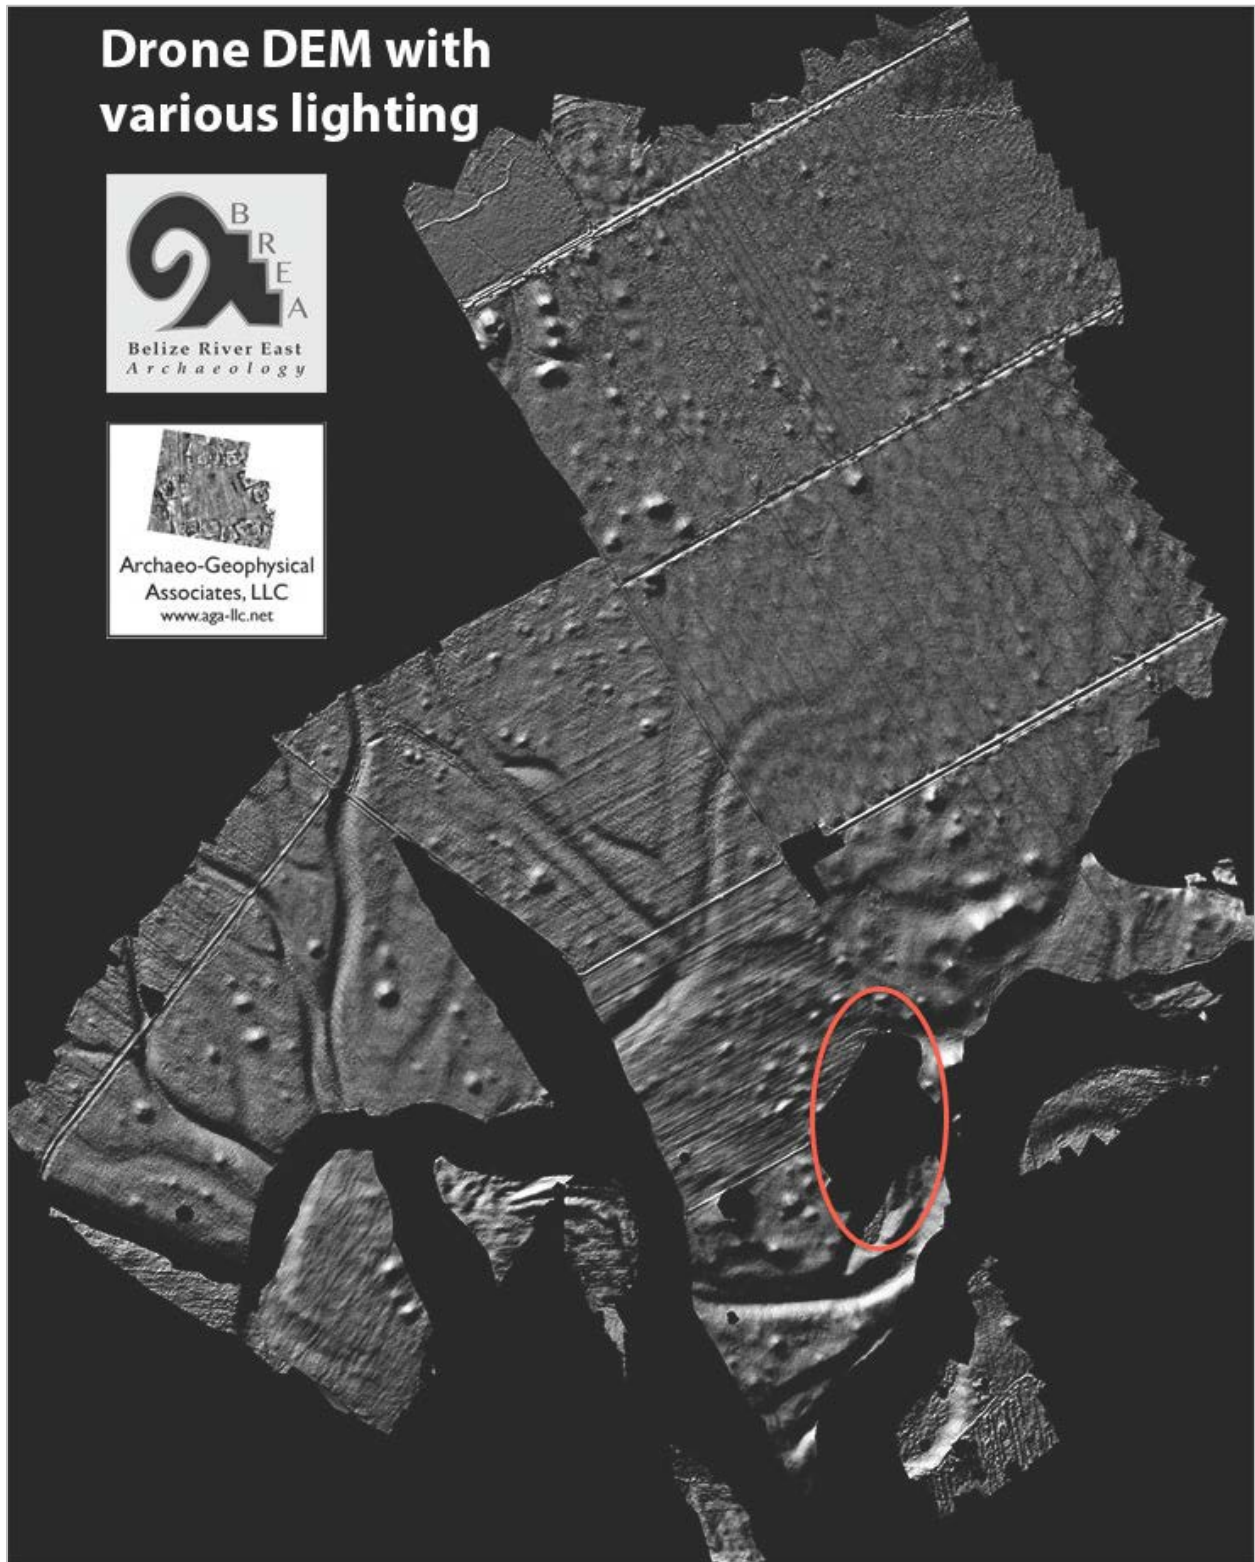 Drone DEM with
various lighting
B
R
E
A
Belize River East
Archaeology
Archaeo-Geophysical
Associates, LLC
www.aga-llc.net